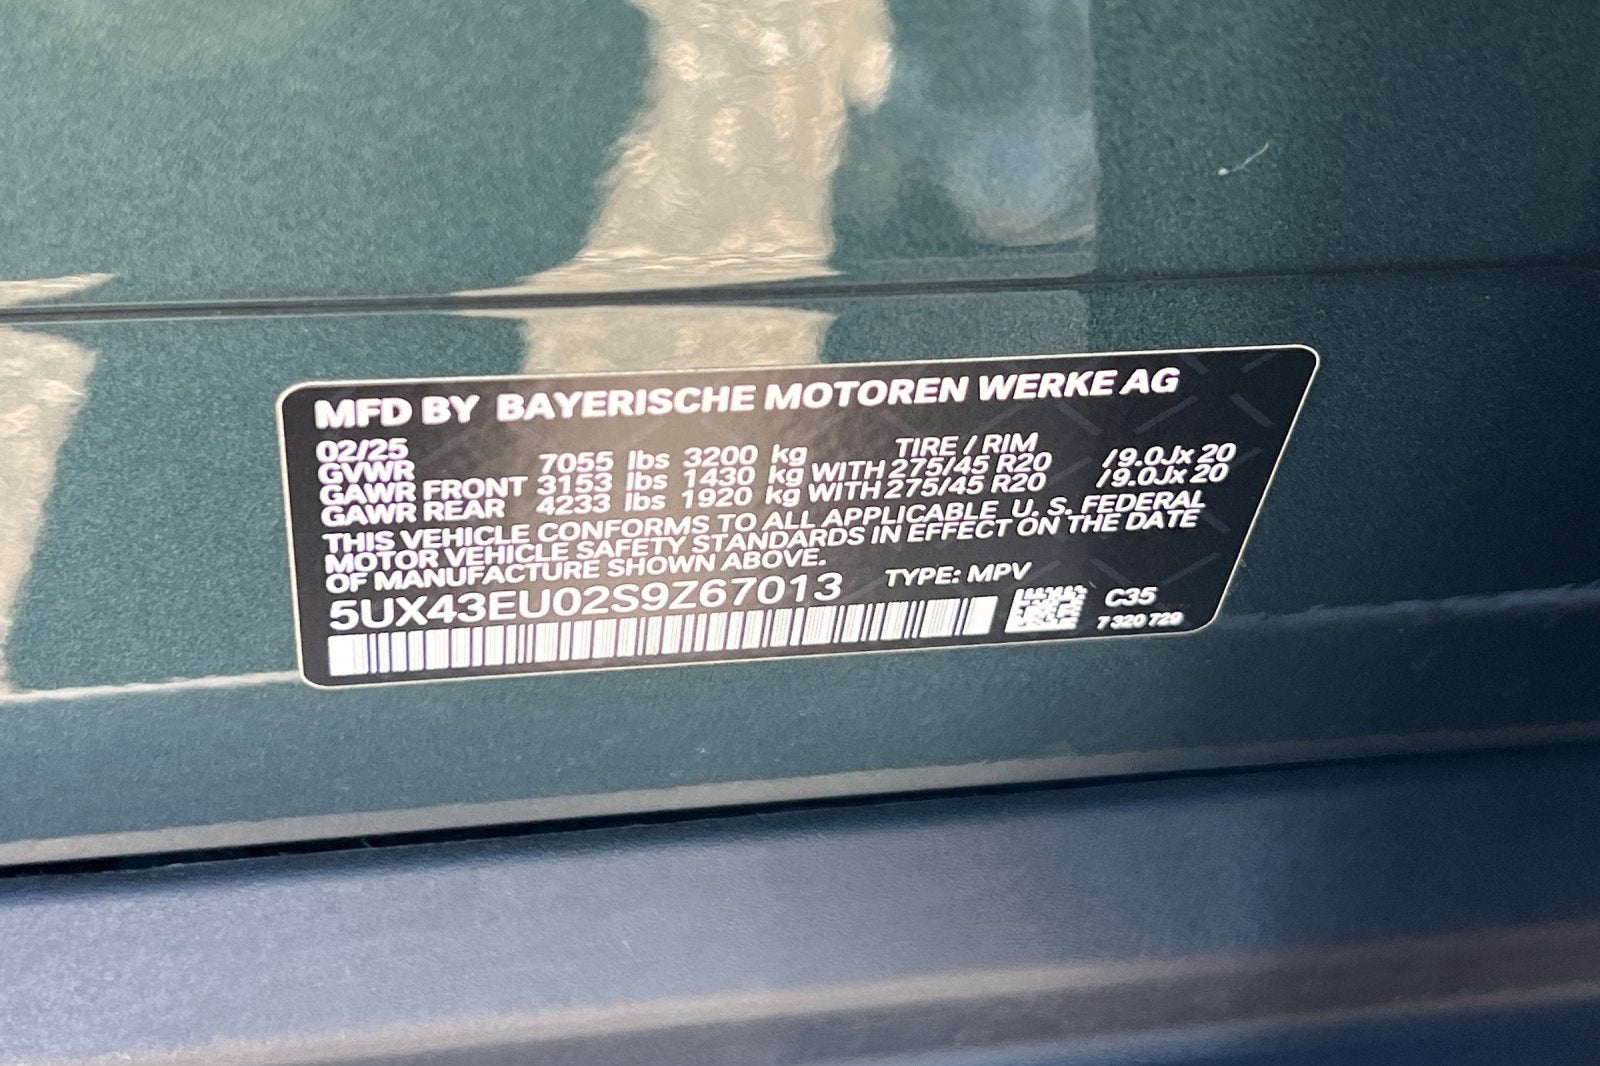 MFD BY BAYERISCHE MOTOREN WERKE AG
02/25 TIRE / RIM
GVWR 7055 lbs 3200 kg
GAWR FRONT 3153 lbs 1430 kg WITH 275/45 R20 /9.0Jx 20
GAWR REAR 4233 lbs 1920 kg WITH 275/45 R20 /9.0Jx 20
THIS VEHICLE CONFORMS TO ALL APPLICABLE U. S. FEDERAL
MOTOR VEHICLE SAFETY STANDARDS IN EFFECT ON THE DATE
OF MANUFACTURE SHOWN ABOVE.
5UX43EU02S9Z67013 TYPE: MPV
C35
7 320 729